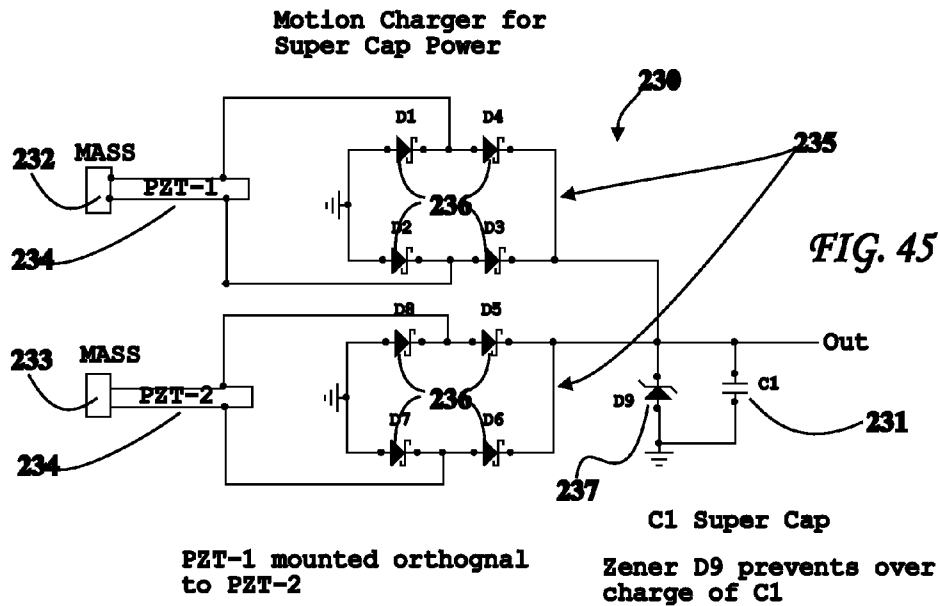 Motion Charger for
Super Cap Power
230
D1
D4
235
232
MASS
PZT-1
236
D2
D3
234
FIG. 45
D8
D5
Out
233
MASS
PZT-2
236
D9
C1
D7
D6
231
234
237
C1 Super Cap
PZT-1 mounted orthognal
to PZT-2
Zener D9 prevents over
charge of C1